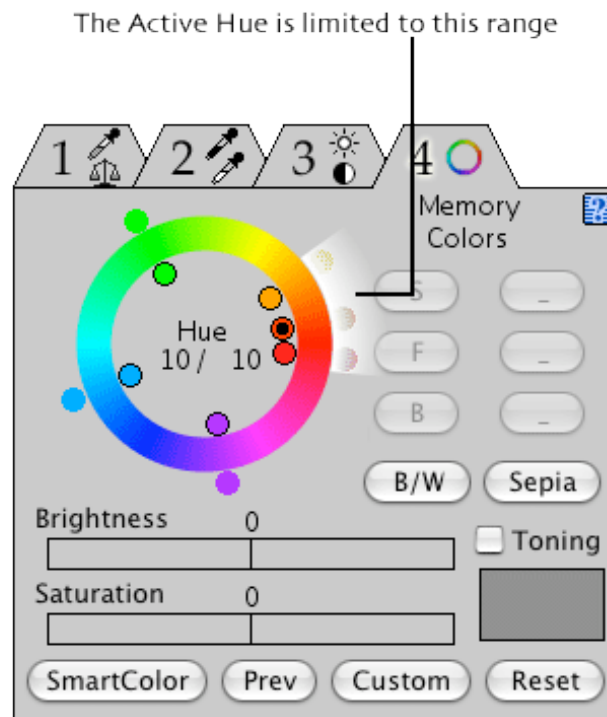 The Active Hue is limited to this range
1 2 3 4
Memory
Colors
Hue
10 / 10
S _
F _
B _
B/W Sepia
Brightness 0
Toning
Saturation 0
SmartColor Prev Custom Reset